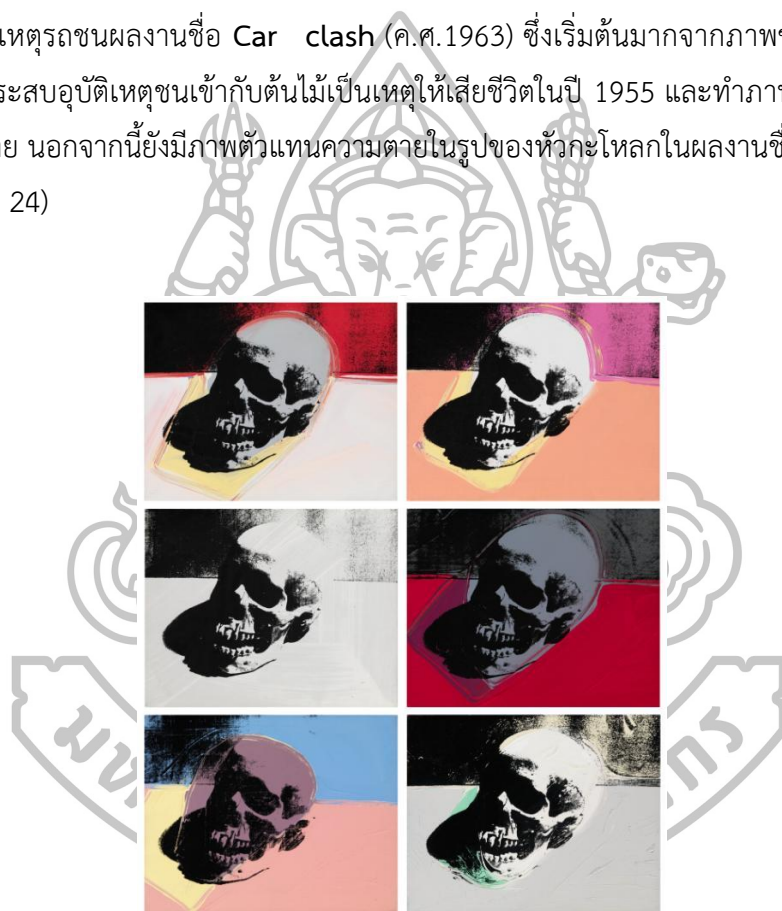 เหตุรถชนผลงานชื่อ Car clash (ค.ศ.1963) ซึ่งเริ่มต้นมากจากภาพ
ระสบอุบัติเหตุชนเข้ากับต้นไม้เป็นเหตุให้เสียชีวิตในปี 1955 และทำภา
ย นอกจากนี้ยังมีภาพตัวแทนความตายในรูปของหัวกะโหลกในผลงานชื่
24)